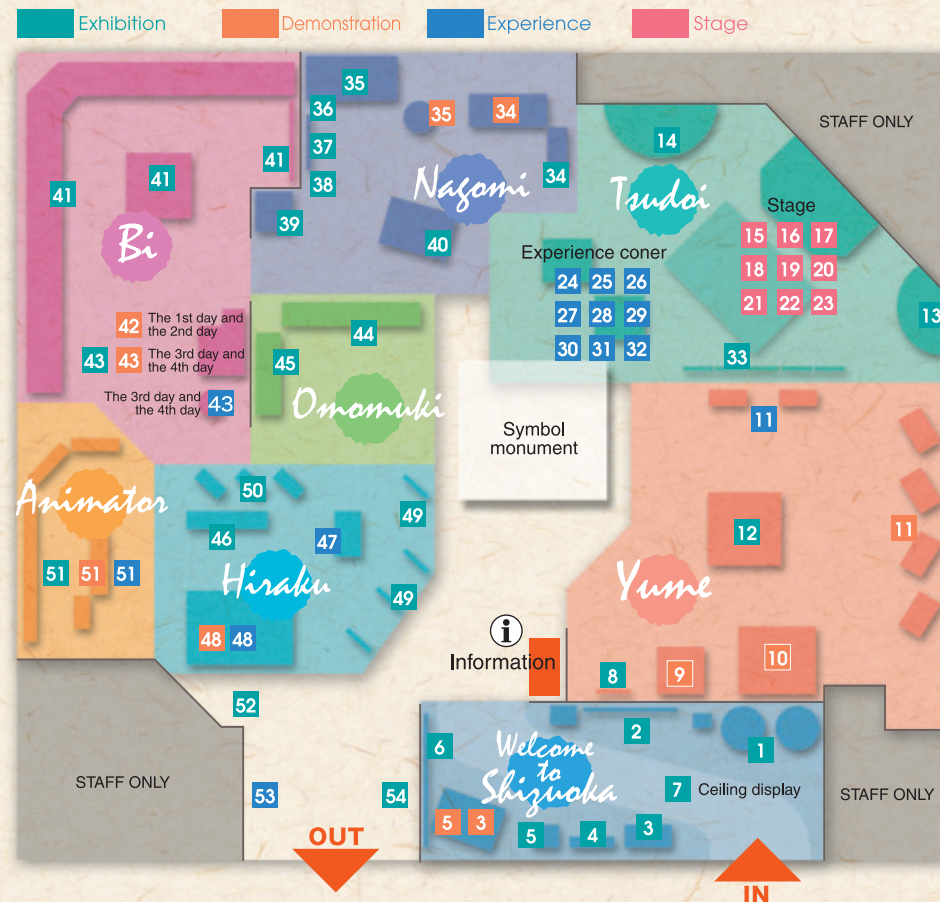 Exhibition
Demonstration
Experience
Stage
STAFF ONLY
35
36
35
34
37
41
38
34
14
41
41
39
40
Nagomi
Tsudoi
Bi
Stage
15 16 17
18 19 20
21 22 23
Experience coner
24 25 26
27 28 29
30 31 32
13
33
42 The 1st day and
the 2nd day
43 43 The 3rd day and
the 4th day
The 3rd day and
the 4th day 43
44
45
Omomuki
Symbol
monument
11
12
11
Yume
Animator
51 51 51
50
46
47
49
49
Hiraku
48 48
Information
8
9
10
52
STAFF ONLY
53
54
OUT
6
Welcome
to
Shizuoka
2
1
7 Ceiling display
5 3
5
4
3
STAFF ONLY
IN